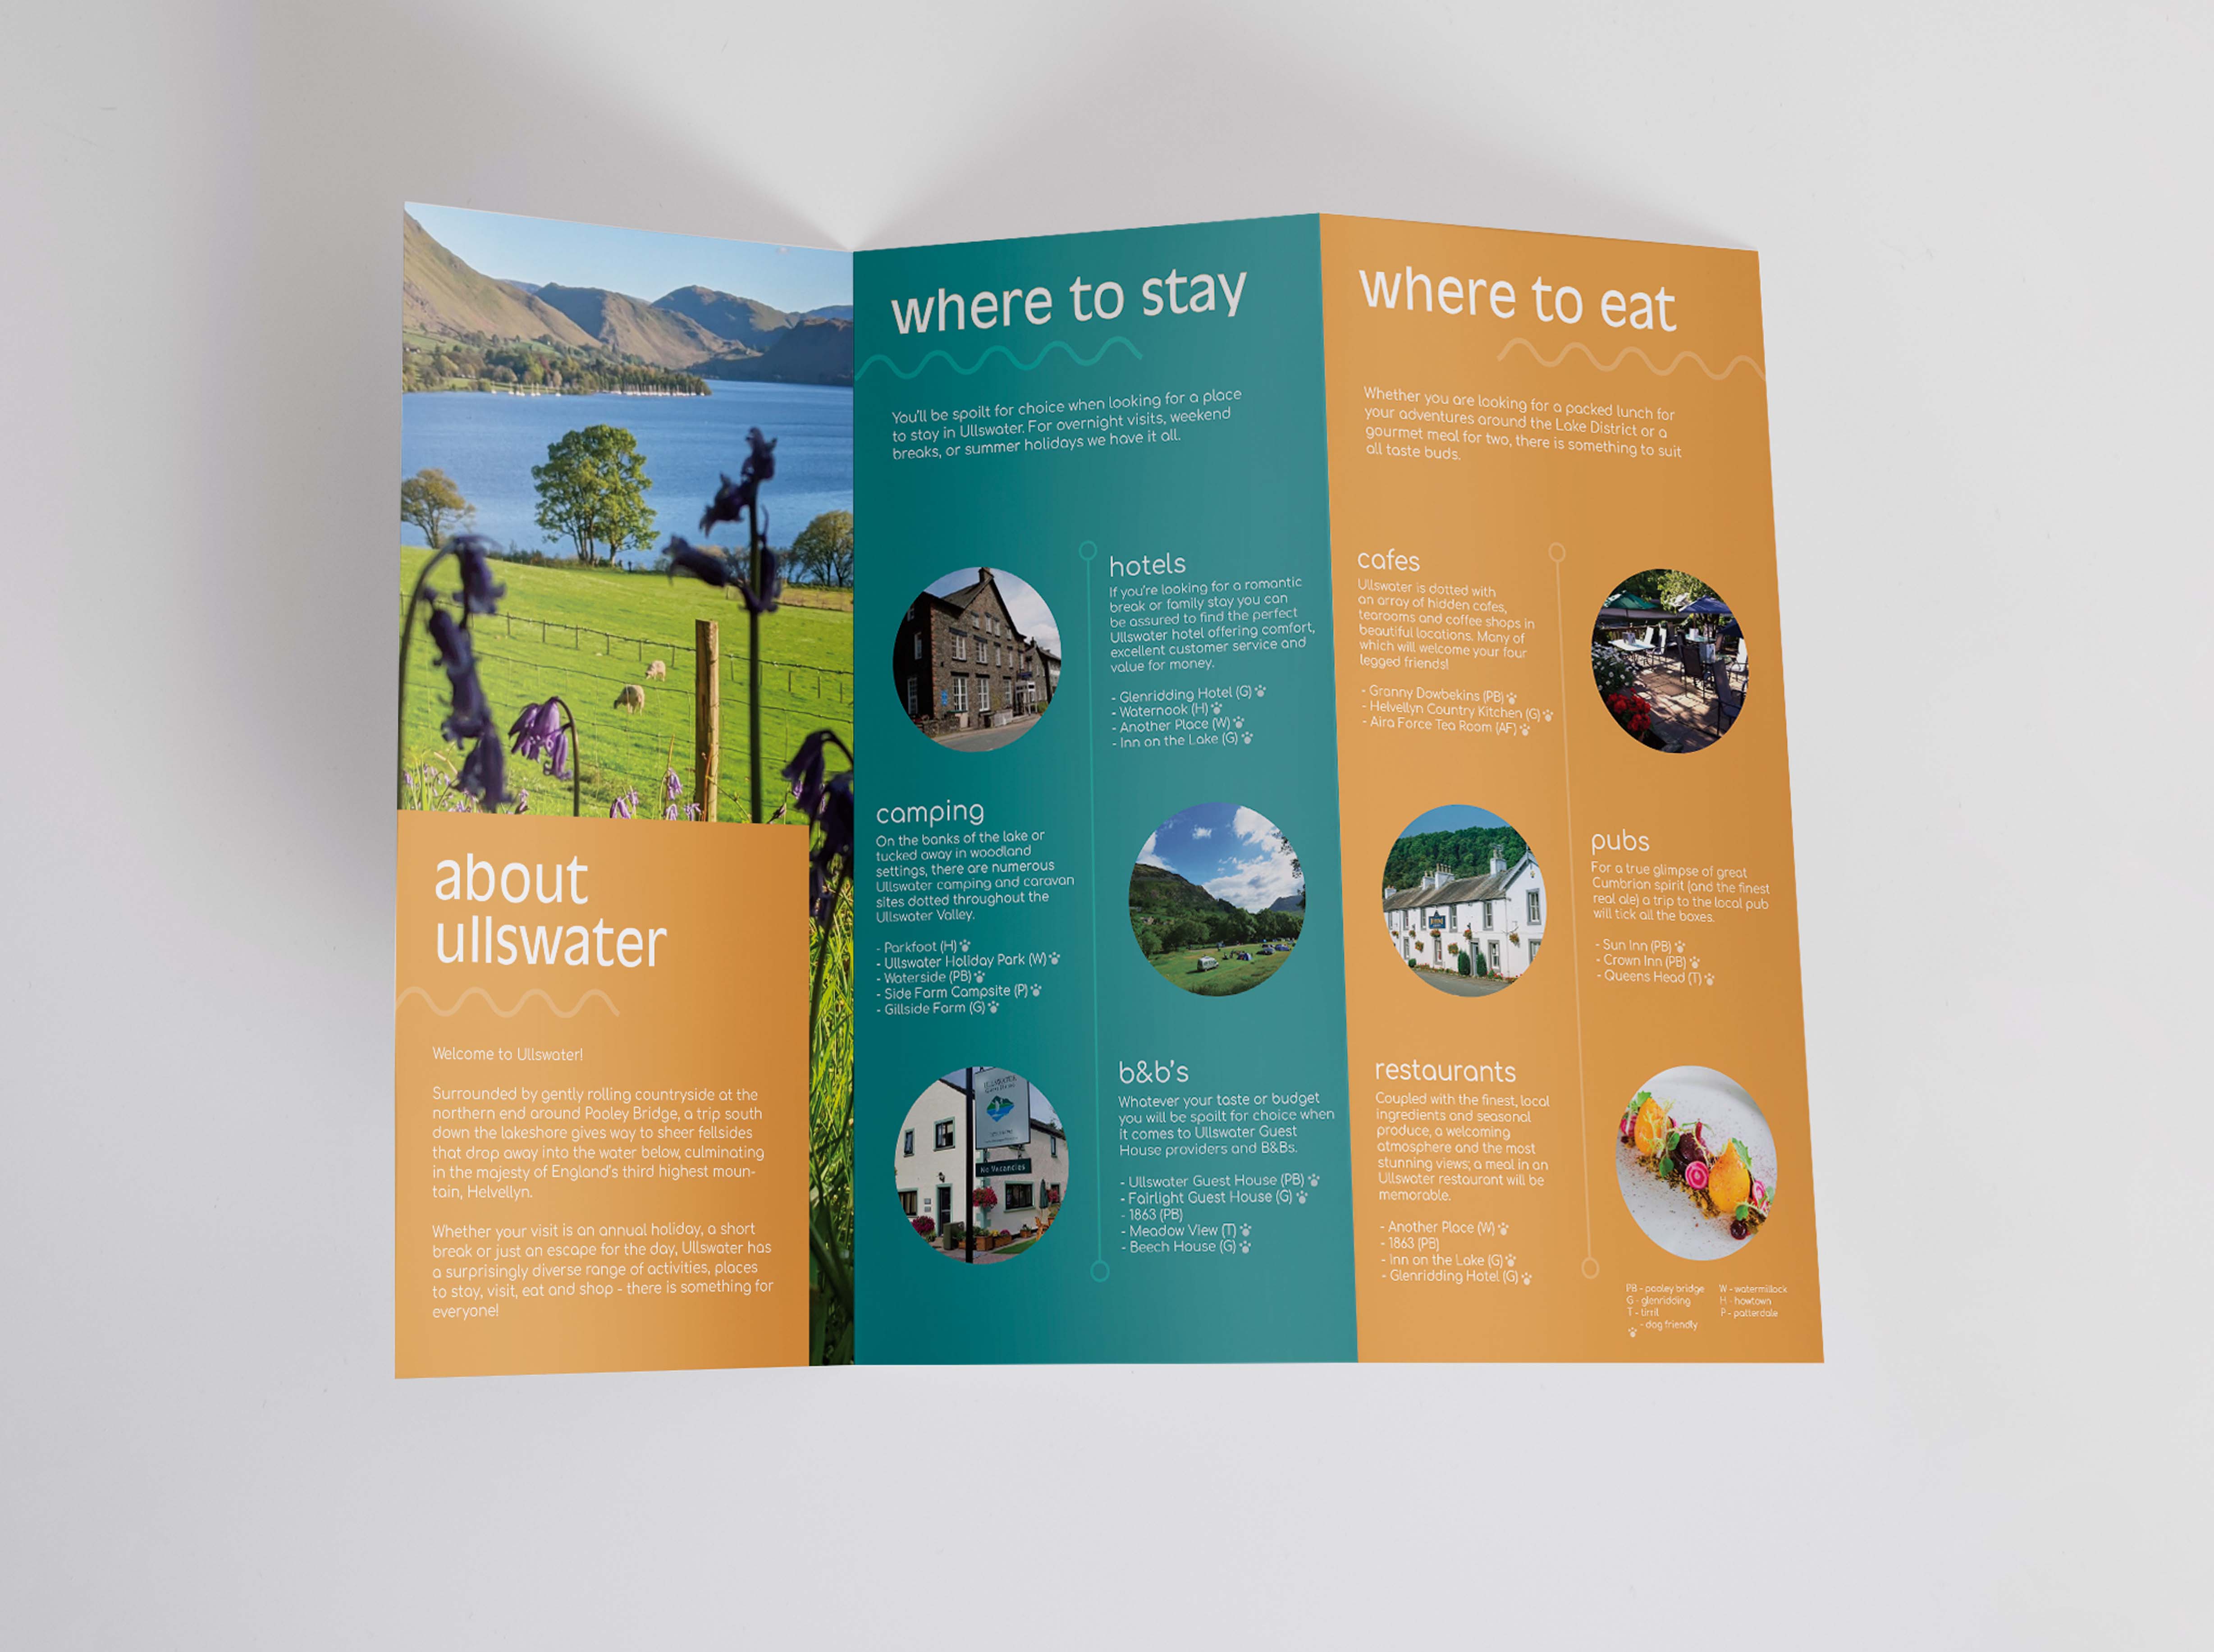 about
ullswater
Welcome to Ullswater!
Surrounded by gently rolling countryside at the
northern end around Pooley Bridge, a trip south
down the lakeshore gives way to sheer fellsides
that drop away into the water below, culminating
in the majesty of England's third highest moun-
tain, Helvellyn.
Whether your visit is an annual holiday, a short
break or just an escape for the day, Ullswater has
a surprisingly diverse range of activities, places
to stay, visit, eat and shop - there is something for
everyone!
where to stay
You'll be spoilt for choice when looking for a place
to stay in Ullswater. For overnight visits, weekend
breaks, or summer holidays we have it all.
hotels
If you're looking for a romantic
break or family stay you can
be assured to find the perfect
Ullswater hotel offering comfort,
excellent customer service and
value for money.
- Glenridding Hotel (G)
- Waternook (H)
- Another Place (W)
- Inn on the Lake (G)
camping
On the banks of the lake or
tucked away in woodland
settings, there are numerous
Ullswater camping and caravan
sites dotted throughout the
Ullswater Valley.
- Parkfoot (H)
- Ullswater Holiday Park (W)
- Waterside (PB)
- Side Farm Campsite (P)
- Gillside Farm (G)
No Vacancies
b&b's
Whatever your taste or budget
you will be spoilt for choice when
it comes to Ullswater Guest
House providers and B&Bs.
- Ullswater Guest House (PB)
- Fairlight Guest House (G)
- 1863 (PB)
- Meadow View (T)
- Beech House (G)
where to eat
Whether you are looking for a packed lunch for
your adventures around the Lake District or a
gourmet meal for two, there is something to suit
all taste buds.
cafes
Ullswater is dotted with
an array of hidden cafes,
tearooms and coffee shops in
beautiful locations. Many of
which will welcome your four
legged friends!
- Granny Dowbekins (PB)
- Helvellyn Country Kitchen (G)
- Aira Force Tea Room (AF)
pubs
For a true glimpse of great
Cumbrian spirit (and the finest
real ale) a trip to the local pub
will tick all the boxes.
- Sun Inn (PB)
- Crown Inn (PB)
- Queens Head (T)
restaurants
Coupled with the finest, local
ingredients and seasonal
produce, a welcoming
atmosphere and the most
stunning views; a meal in an
Ullswater restaurant will be
memorable.
- Another Place (W)
- 1863 (PB)
- Inn on the Lake (G)
- Glenridding Hotel (G)
PB - pooley bridge
G - glenridding
T - tirril
- dog friendly
W - watermillock
H - howtown
P - patterdale